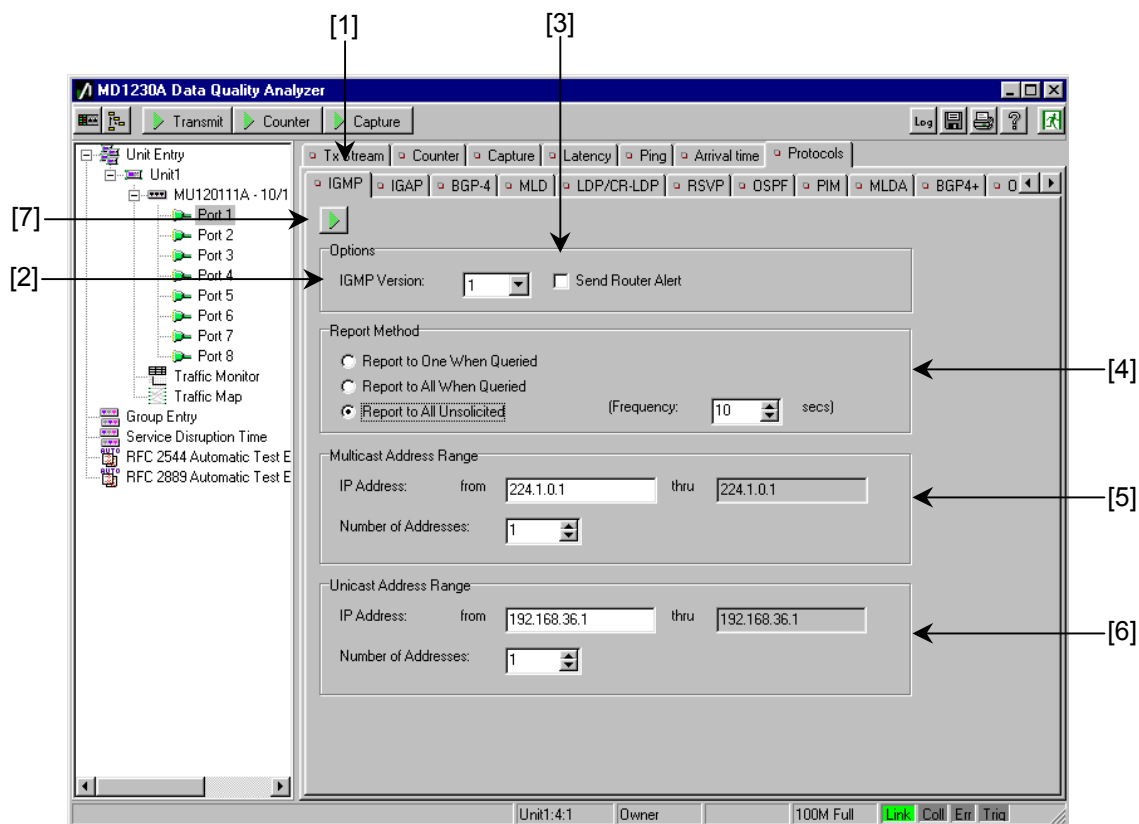 [1]
[3]
MD1230A Data Quality Analyzer
Transmit Counter Capture Log ?
Unit Entry
Unit1
MU120111A - 10/1
Port 1
Port 2
Port 3
Port 4
Port 5
Port 6
Port 7
Port 8
Traffic Monitor
Traffic Map
Group Entry
Service Disruption Time
AUTO RFC 2544 Automatic Test E
AUTO RFC 2889 Automatic Test E
[7]
[2]
Tx Stream Counter Capture Latency Ping Arrival time Protocols
IGMP IGAP BGP-4 MLD LDP/CR-LDP RSVP OSPF PIM MLDA BGP4+ O
Options
IGMP Version: 1 Send Router Alert
Report Method
Report to One When Queried
Report to All When Queried
Report to All Unsolicited (Frequency: 10 secs)
[4]
Multicast Address Range
IP Address: from 224.1.0.1 thru 224.1.0.1
[5]
Number of Addresses: 1
Unicast Address Range
IP Address: from 192.168.36.1 thru 192.168.36.1
[6]
Number of Addresses: 1
Unit1:4:1 Owner 100M Full Link Coll Err Trig